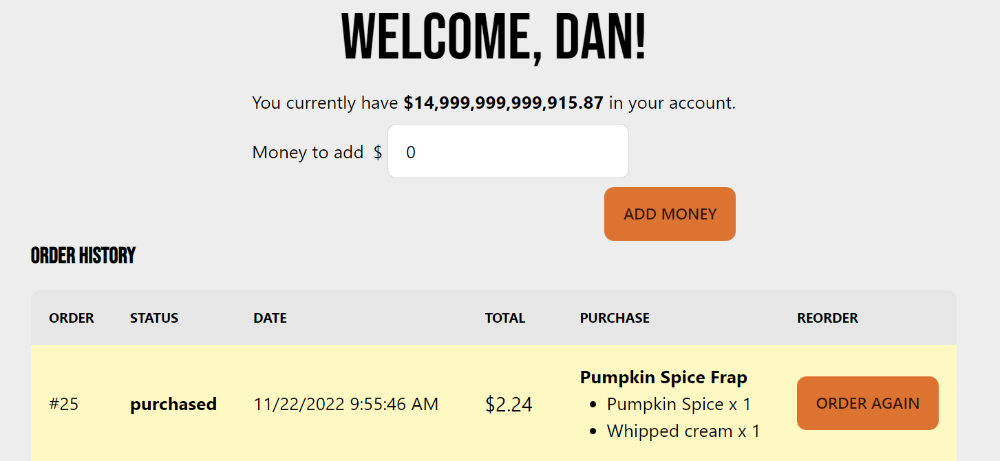 WELCOME, DAN!
You currently have $14,999,999,999,915.87 in your account.
Money to add $ 0
ADD MONEY
ORDER HISTORY
ORDER STATUS DATE TOTAL PURCHASE REORDER
#25 purchased 11/22/2022 9:55:46 AM $2.24 Pumpkin Spice Frap
• Pumpkin Spice x 1
• Whipped cream x 1
ORDER AGAIN